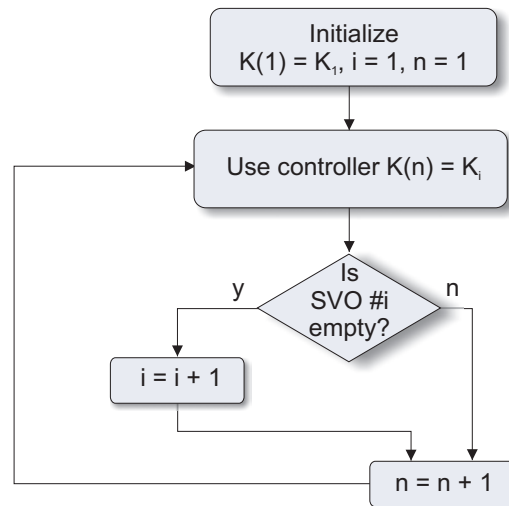 Initialize
K(1) = K₁, i = 1, n = 1
Use controller K(n) = Kᵢ
Is
SVO #i
empty?
y
n
i = i + 1
n = n + 1